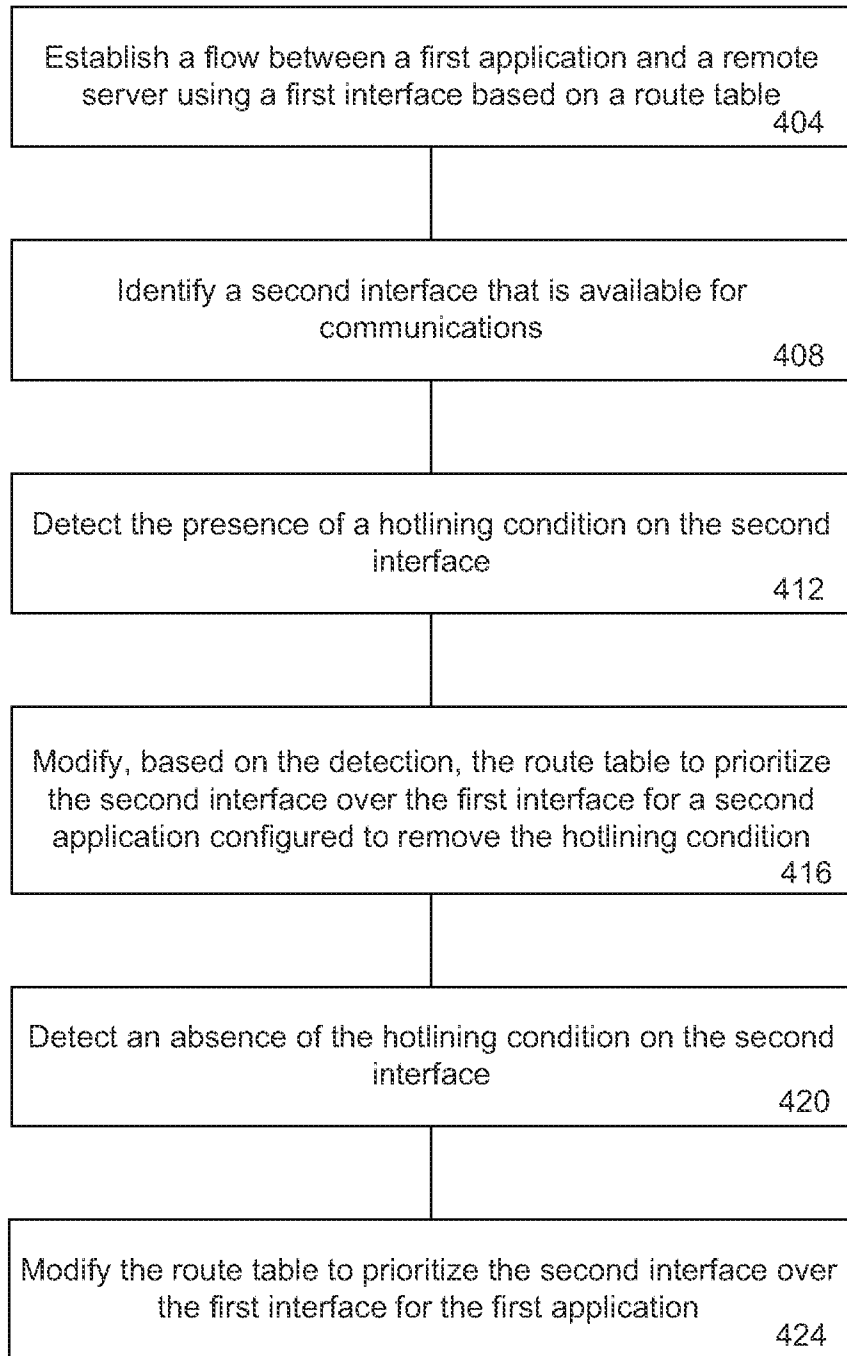 Establish a flow between a first application and a remote
server using a first interface based on a route table
404
Identify a second interface that is available for
communications
408
Detect the presence of a hotlining condition on the second
interface
412
Modify, based on the detection, the route table to prioritize
the second interface over the first interface for a second
application configured to remove the hotlining condition
416
Detect an absence of the hotlining condition on the second
interface
420
Modify the route table to prioritize the second interface over
the first interface for the first application
424